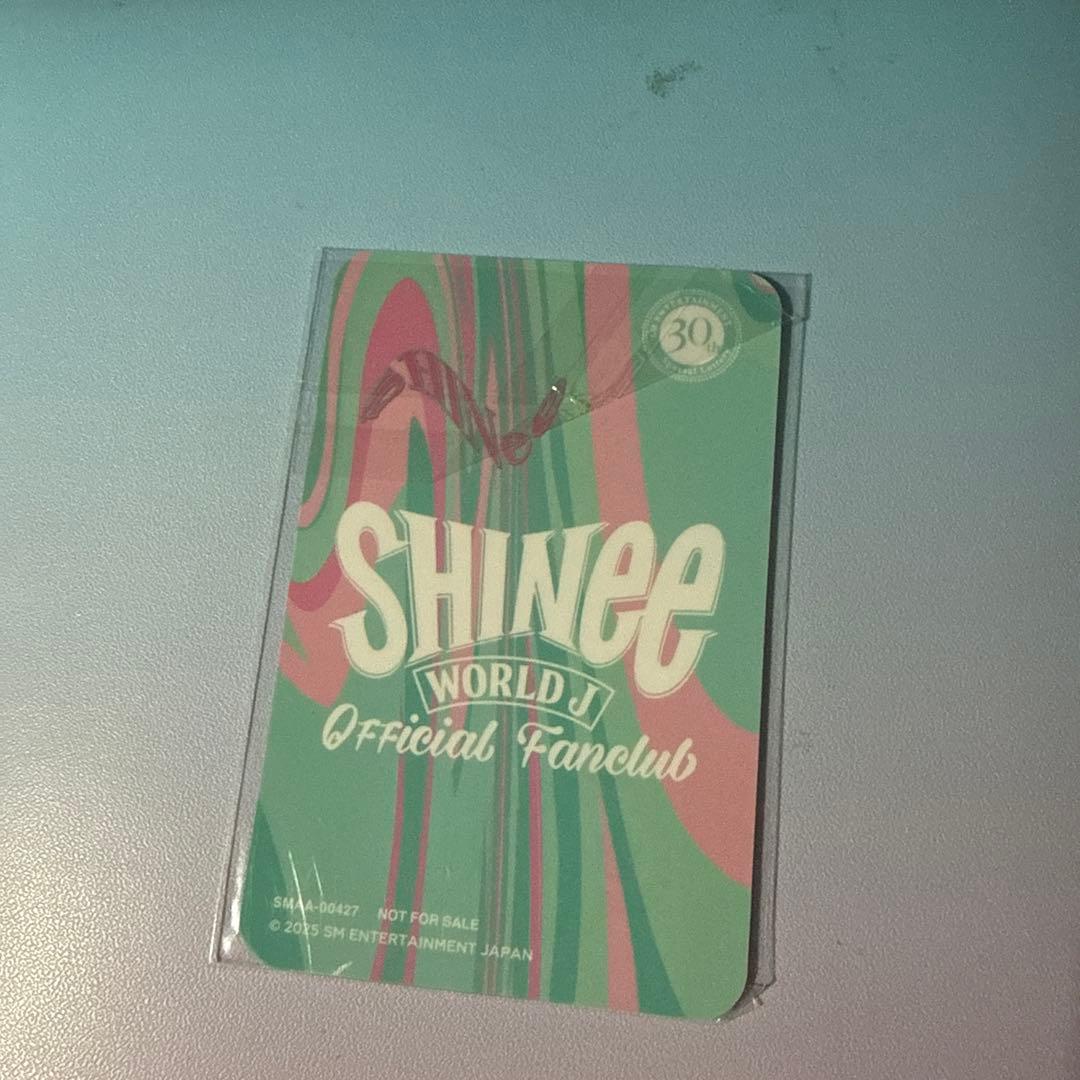 30th
SHINee
WORLD J
Official Fanclub
SMAA-00427 NOT FOR SALE
© 2025 SM ENTERTAINMENT JAPAN